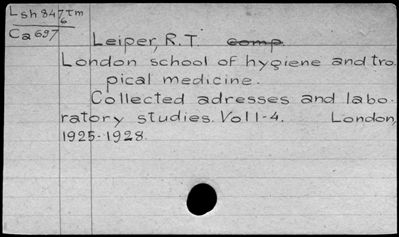 Lsh 847 tm
6
Ca 697
Leiper, R.T. comp.
London school of hygiene and tro-
pical medicine.
Collected adresses and labo-
ratory studies. Vol 1-4. London,
1925-1928.